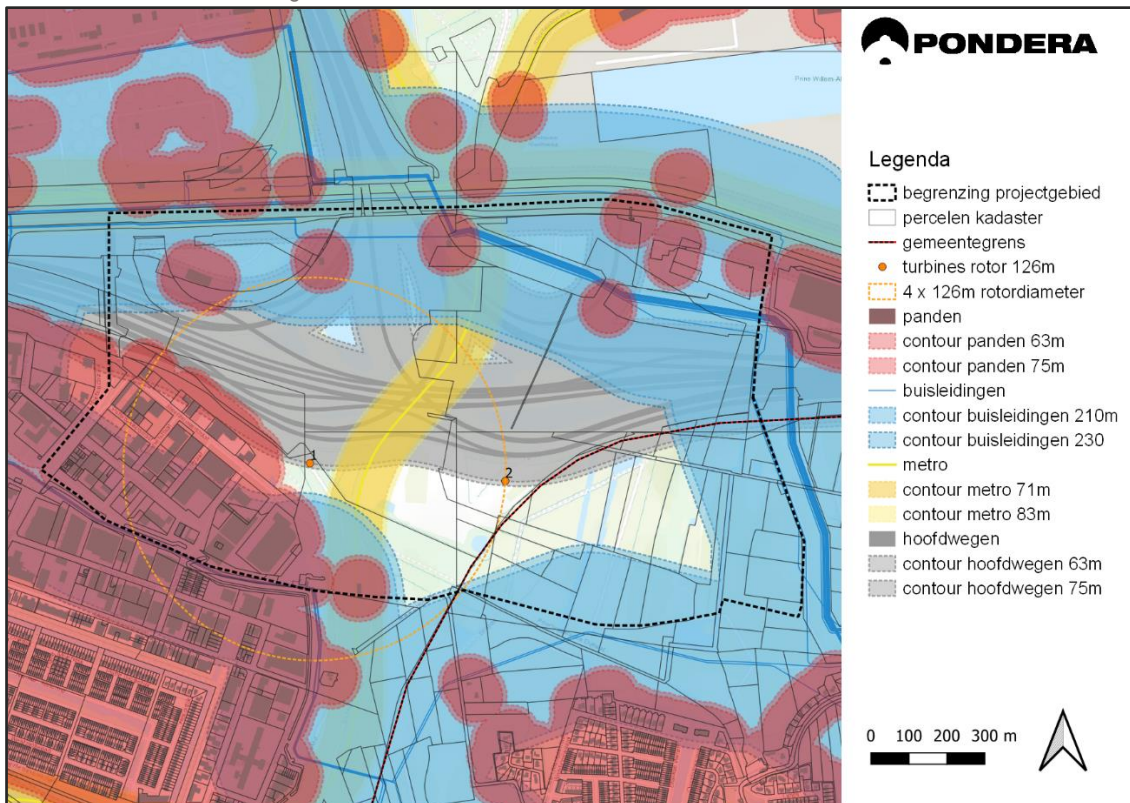 PONDERA
Legenda
begrenzing projectgebied
percelen kadaster
gemeentegrens
turbines rotor 126m
4 x 126m rotordiameter
panden
contour panden 63m
contour panden 75m
buisleidingen
contour buisleidingen 210m
contour buisleidingen 230
metro
contour metro 71m
contour metro 83m
hoofdwegen
contour hoofdwegen 63m
contour hoofdwegen 75m
0 100 200 300 m
1
2